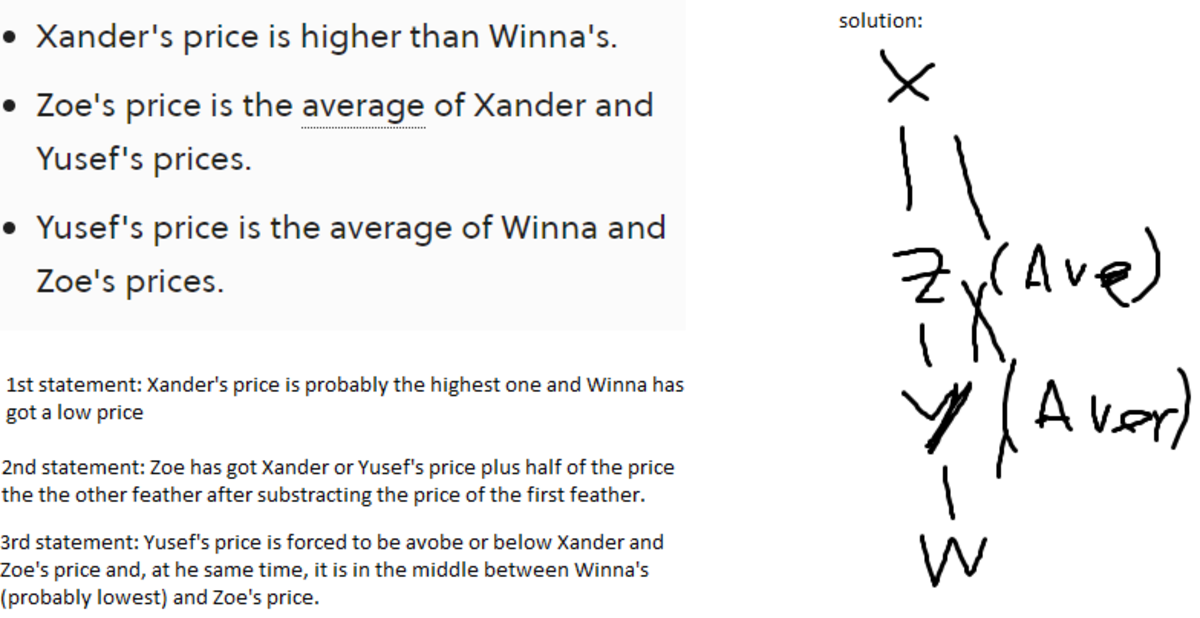 • Xander's price is higher than Winna's.
• Zoe's price is the average of Xander and
Yusef's prices.
• Yusef's price is the average of Winna and
Zoe's prices.
1st statement: Xander's price is probably the highest one and Winna has
got a low price
2nd statement: Zoe has got Xander or Yusef's price plus half of the price
the the other feather after substracting the price of the first feather.
3rd statement: Yusef's price is forced to be avobe or below Xander and
Zoe's price and, at he same time, it is in the middle between Winna's
(probably lowest) and Zoe's price.
solution:
X
Z (Ave)
Y (Aver)
W